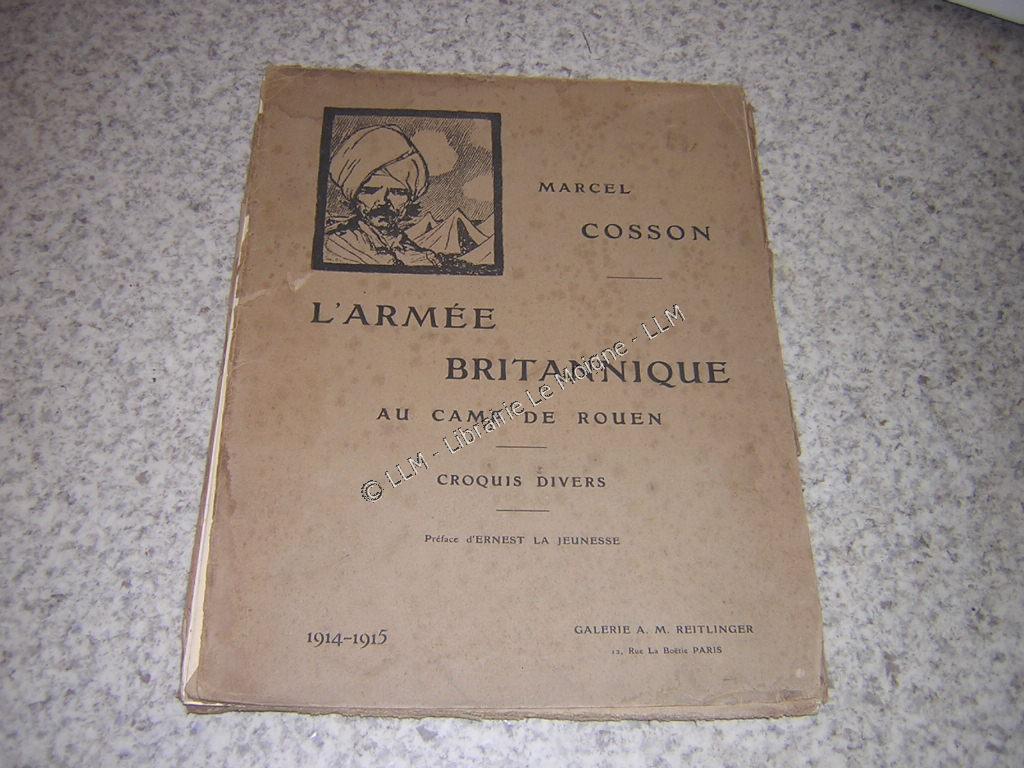 MARCEL
COSSON
L'ARMÉE
BRITANNIQUE
AU CAMP DE ROUEN
CROQUIS DIVERS
Préface d'ERNEST LA JEUNESSE
1914-1915
GALERIE A. M. REITLINGER
12, Rue La Boëtie PARIS
© LLM - Librairie Le Moigne - LLM